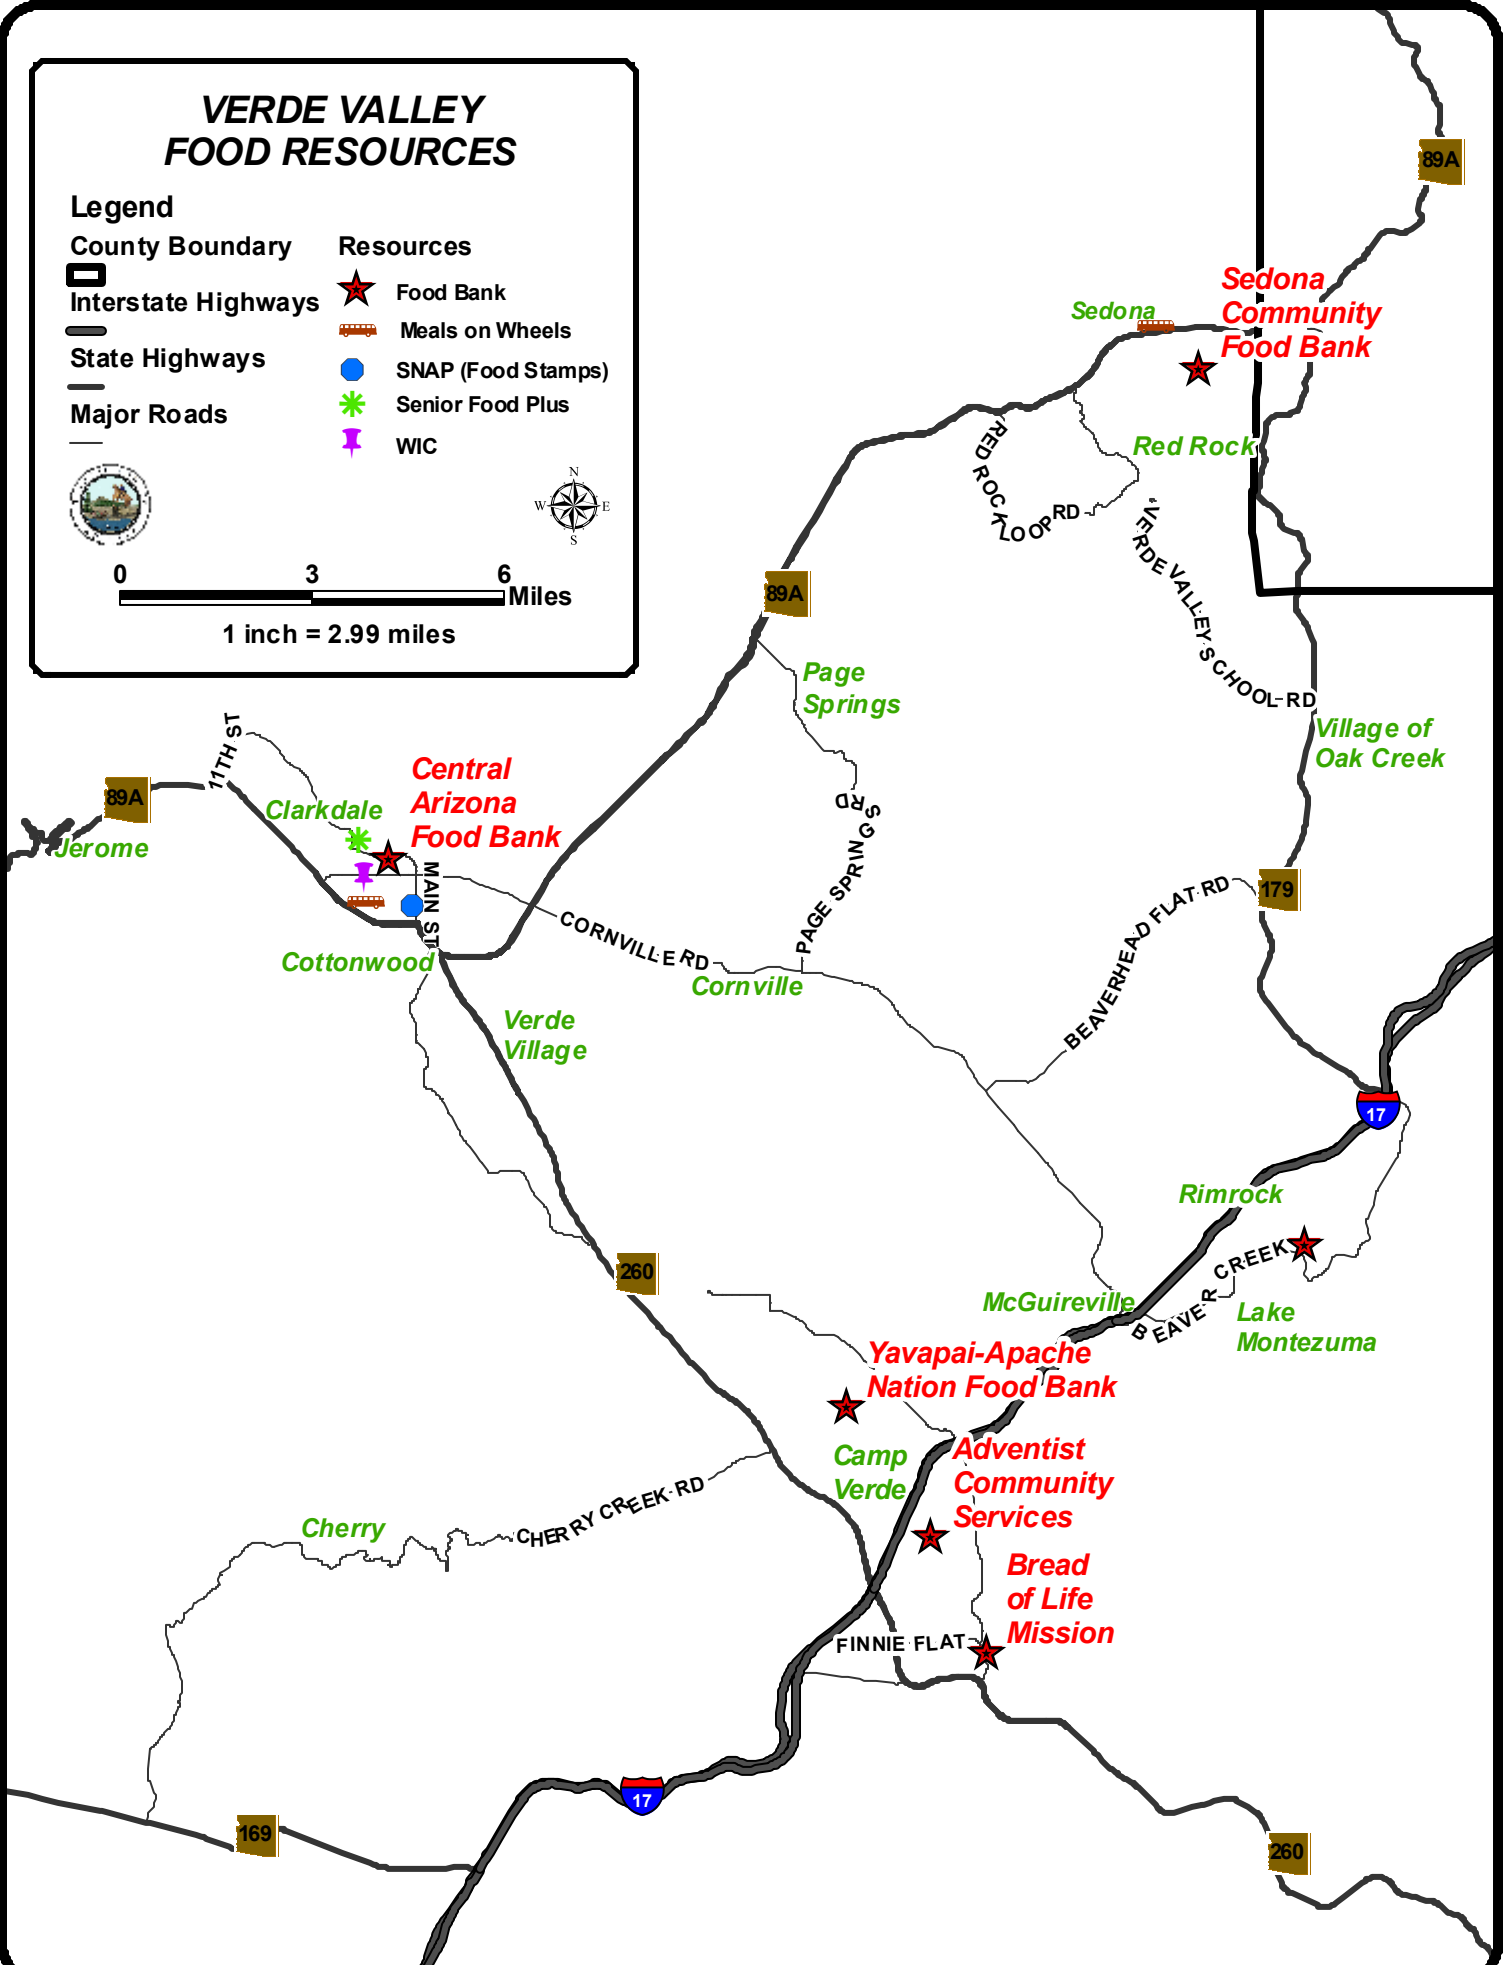 VERDE VALLEY
FOOD RESOURCES
Legend
County Boundary
Interstate Highways
State Highways
Major Roads
Resources
Food Bank
Meals on Wheels
SNAP (Food Stamps)
Senior Food Plus
WIC
N
W E
S
0 3 6
Miles
1 inch = 2.99 miles
89A
Sedona
Community
Food Bank
Sedona
Red Rock
RED ROCK LOOP RD
VERDE VALLEY SCHOOL RD
89A
Page
Springs
Village of
Oak Creek
11TH ST
Central
Arizona
Food Bank
89A
Clarkdale
Jerome
MAIN ST
PAGE SPRINGS RD
179
BEAVERHEAD FLAT RD
CORNVILLE RD
Cottonwood
Cornville
Verde
Village
17
Rimrock
BEAVER CREEK
260
McGuireville
Lake
Montezuma
Yavapai-Apache
Nation Food Bank
Camp
Verde
Adventist
Community
Services
CHERRY CREEK RD
Cherry
Bread
of Life
Mission
FINNIE FLAT
17
169
260